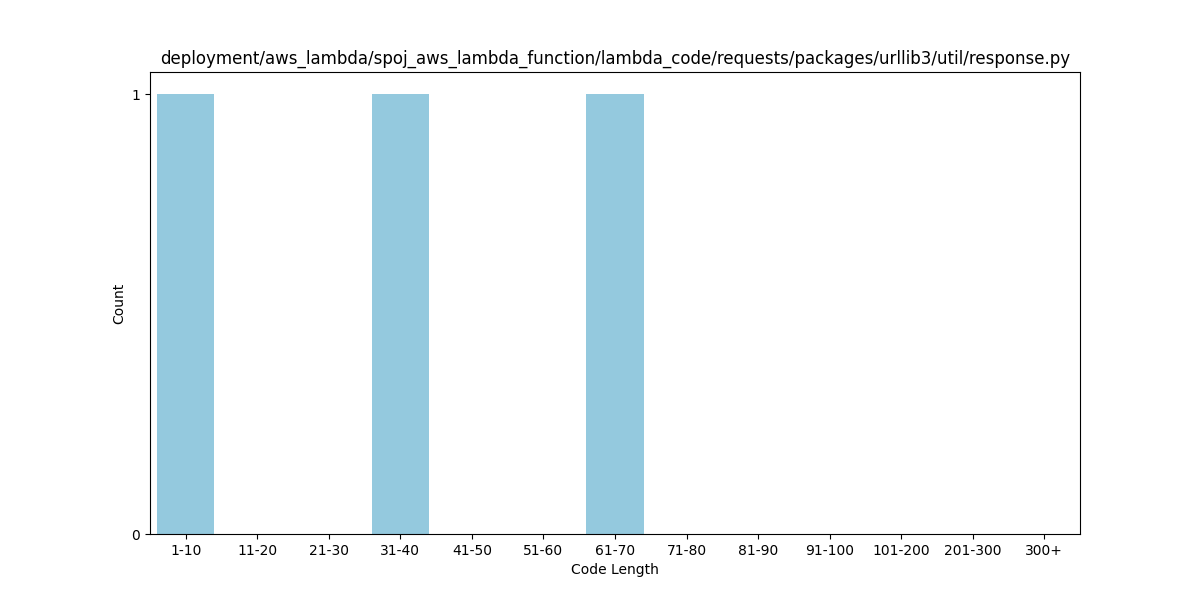 deployment/aws_lambda/spoj_aws_lambda_function/lambda_code/requests/packages/urllib3/util/response.py
1
Count
0
1-10 11-20 21-30 31-40 41-50 51-60 61-70 71-80 81-90 91-100 101-200 201-300 300+
Code Length